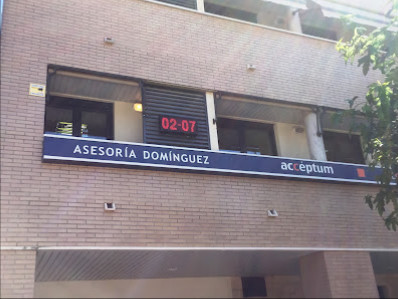 02-07
ASESORÍA DOMÍNGUEZ
acceptum